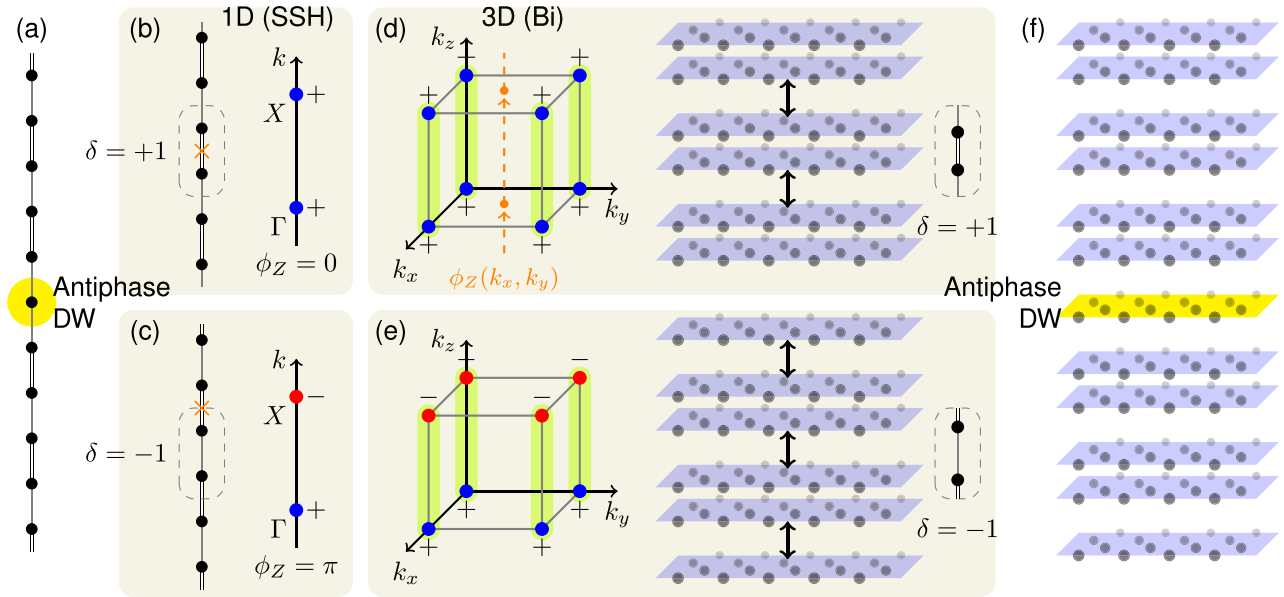 (a)
Antiphase
DW
1D (SSH)
(b)
δ = +1
k
X
+
Γ
+
ϕ_Z = 0
(c)
δ = −1
k
X
−
Γ
+
ϕ_Z = π
3D (Bi)
(d)
k_z
+
+
+
+
+
+
+
+
k_y
k_x
ϕ_Z(k_x, k_y)
δ = +1
(e)
k_z
−
−
−
−
+
+
+
+
k_y
k_x
δ = −1
(f)
Antiphase
DW